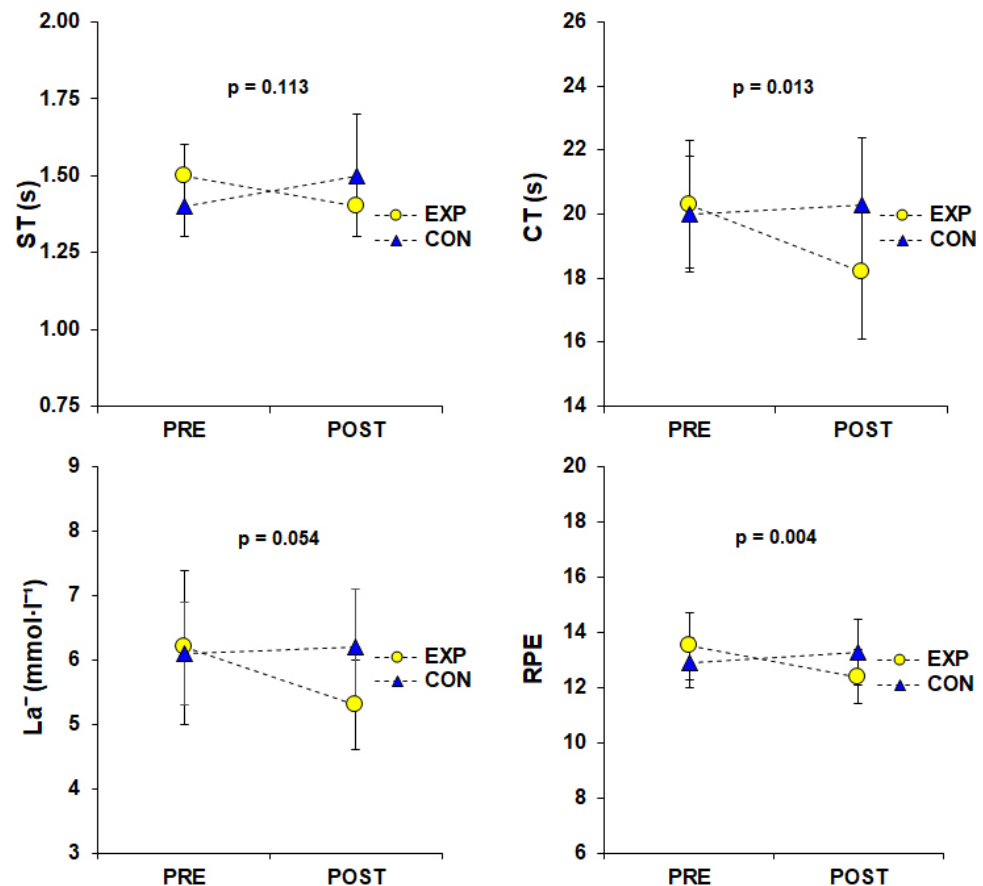 2.00
1.75
1.50
1.25
1.00
0.75
ST (s)
p = 0.113
EXP
CON
PRE POST
26
24
22
20
18
16
14
CT (s)
p = 0.013
EXP
CON
PRE POST
9
8
7
6
5
4
3
La⁻ (mmol·l⁻¹)
p = 0.054
EXP
CON
PRE POST
20
18
16
14
12
10
8
6
RPE
p = 0.004
EXP
CON
PRE POST